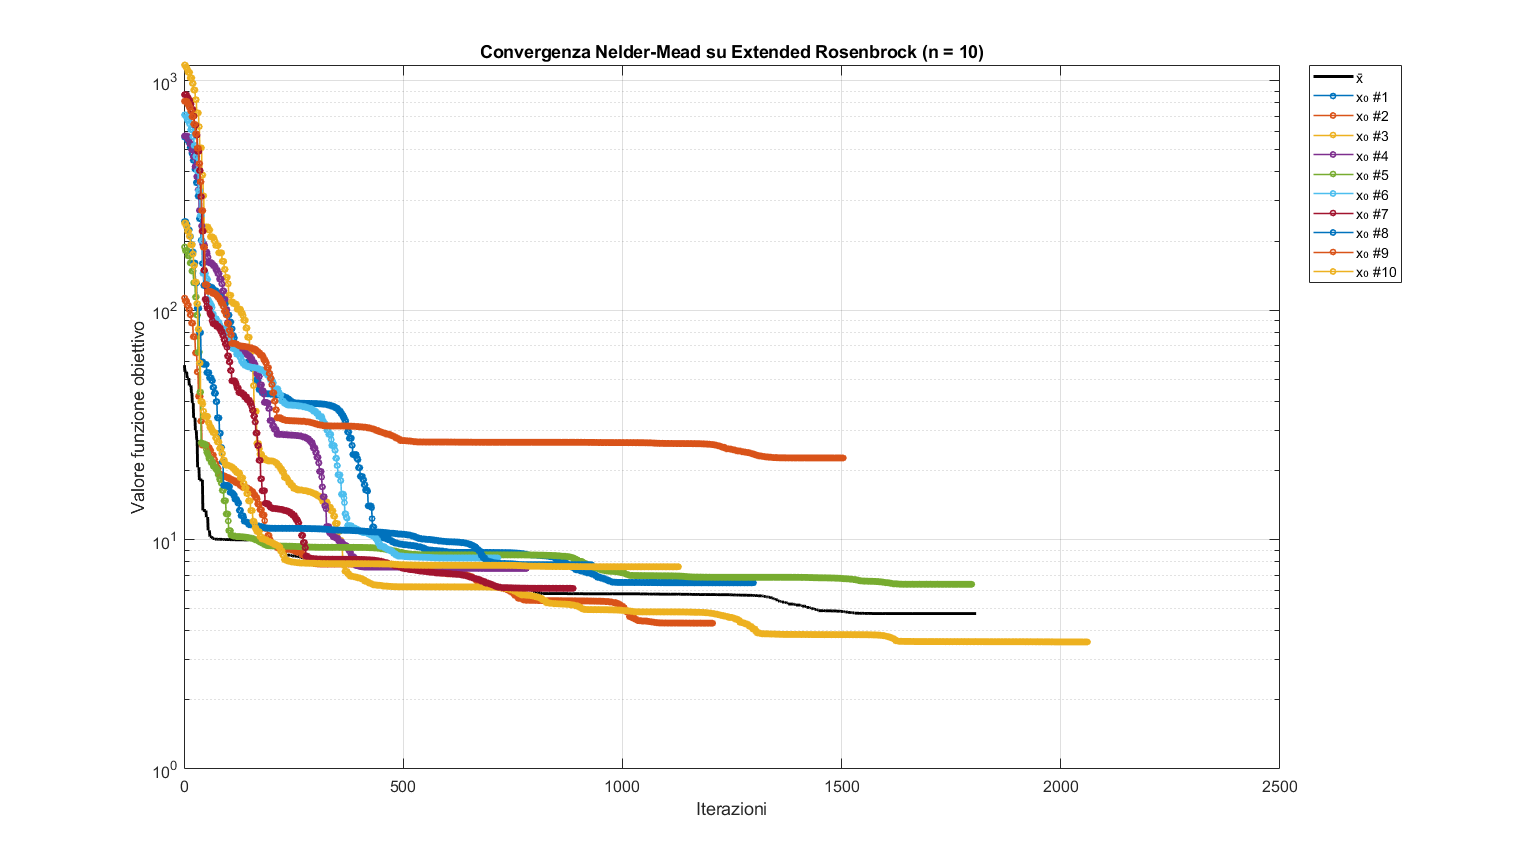 Convergenza Nelder-Mead su Extended Rosenbrock (n = 10)
Valore funzione obiettivo
10³
10²
10¹
10⁰
0
500
1000
1500
2000
2500
Iterazioni
x̄
x₀ #1
x₀ #2
x₀ #3
x₀ #4
x₀ #5
x₀ #6
x₀ #7
x₀ #8
x₀ #9
x₀ #10